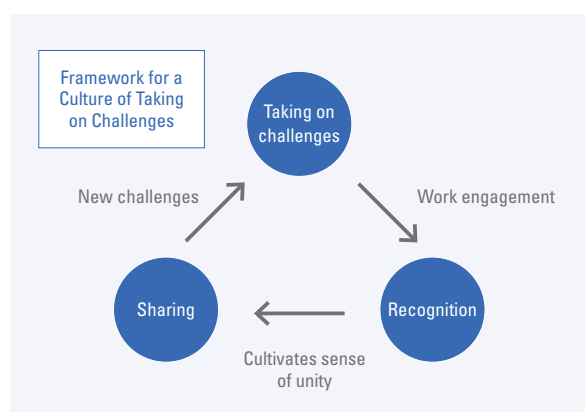 Framework for a
Culture of Taking
on Challenges
Taking on
challenges
New challenges
Work engagement
Sharing
Recognition
Cultivates sense
of unity